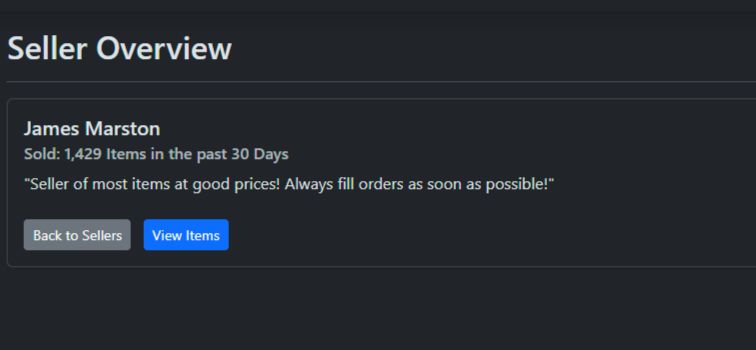 Seller Overview
James Marston
Sold: 1,429 Items in the past 30 Days
"Seller of most items at good prices! Always fill orders as soon as possible!"
Back to Sellers
View Items